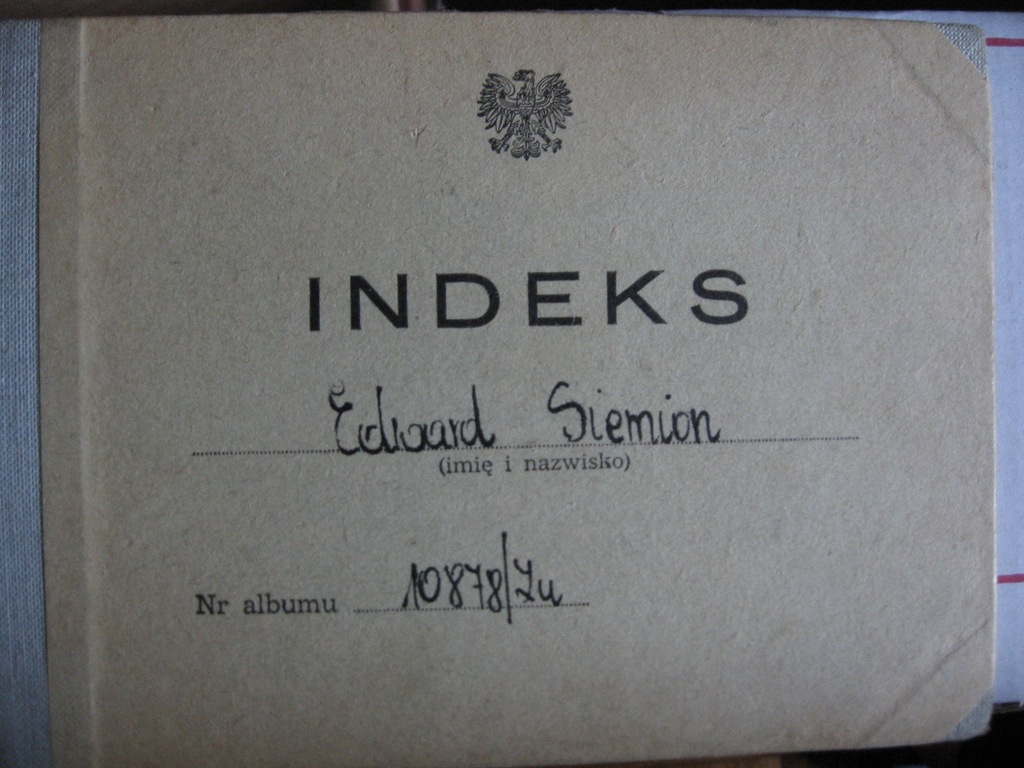 INDEKS
Edward Siemion
(imię i nazwisko)
Nr albumu 10878/Zu